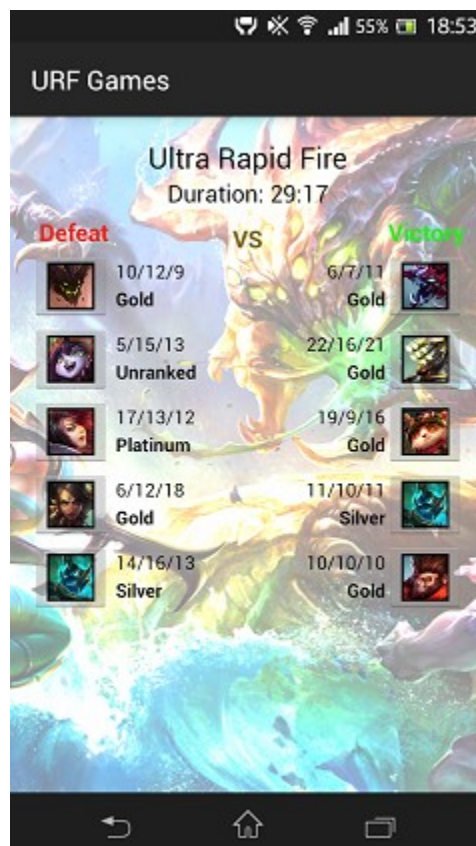 55% 18:53
URF Games
Ultra Rapid Fire
Duration: 29:17
Defeat VS Victory
10/12/9 6/7/11
Gold Gold
5/15/13 22/16/21
Unranked Gold
17/13/12 19/9/16
Platinum Gold
6/12/18 11/10/11
Gold Silver
14/16/13 10/10/10
Silver Gold